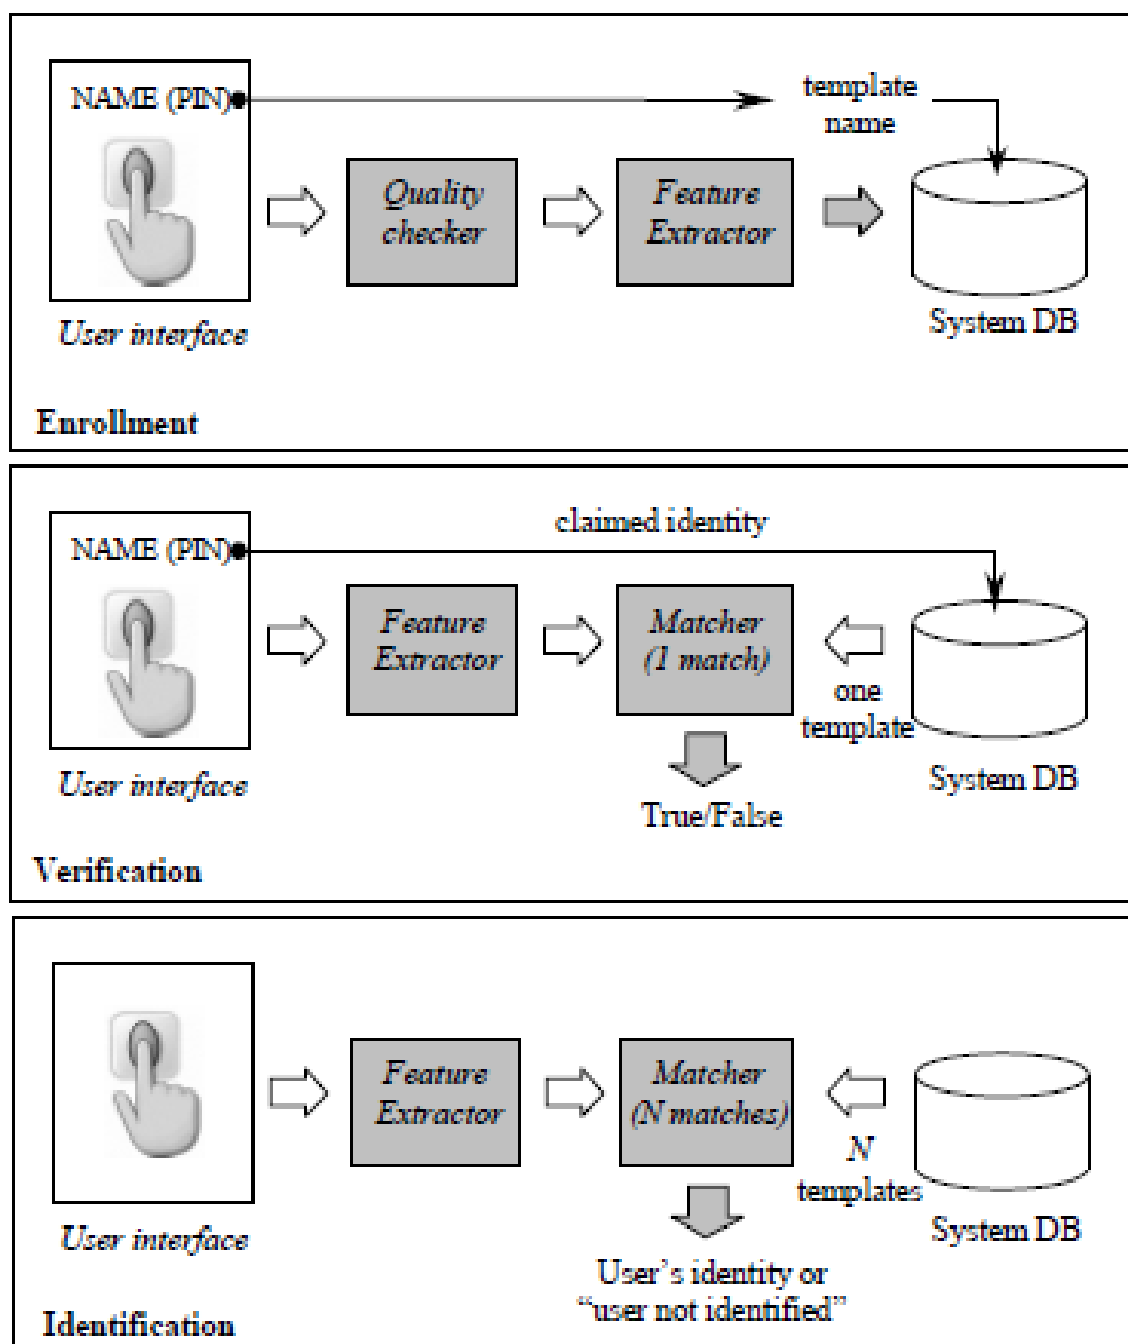 NAME (PIN)
template
name
Quality
checker
Feature
Extractor
User interface
System DB
Enrollment
claimed identity
NAME (PIN)
Feature
Extractor
Matcher
(1 match)
one
template
User interface
System DB
True/False
Verification
Feature
Extractor
Matcher
(N matches)
N
templates
User interface
System DB
User's identity or
“user not identified”
Identification